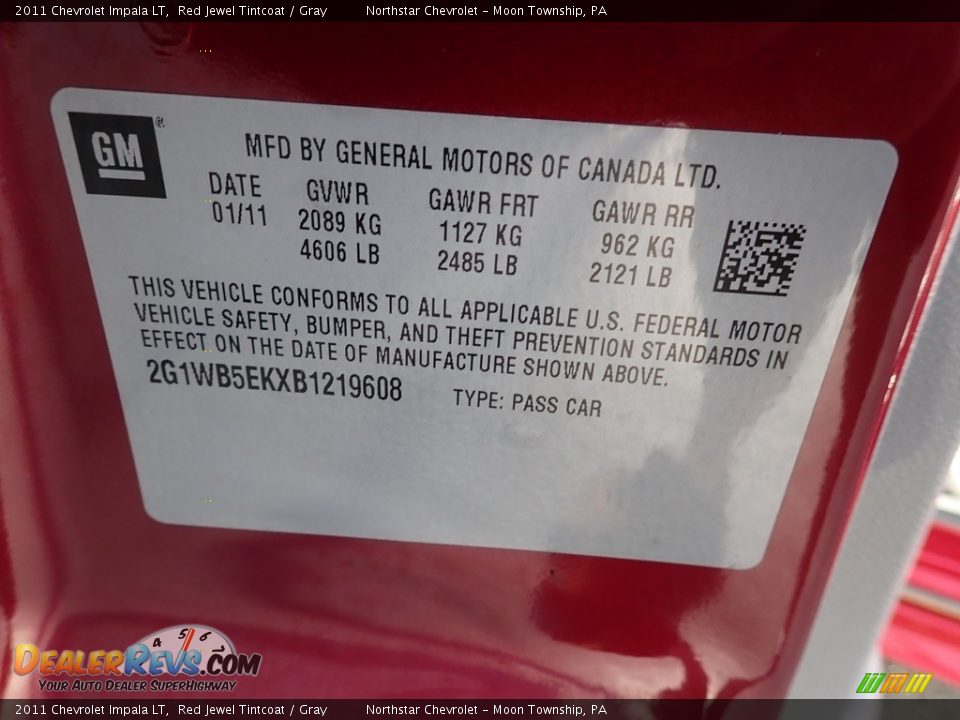 2011 Chevrolet Impala LT, Red Jewel Tintcoat / Gray Northstar Chevrolet - Moon Township, PA
GM ®
MFD BY GENERAL MOTORS OF CANADA LTD.
DATE GVWR GAWR FRT GAWR RR
01/11 2089 KG 1127 KG 962 KG
4606 LB 2485 LB 2121 LB
THIS VEHICLE CONFORMS TO ALL APPLICABLE U.S. FEDERAL MOTOR
VEHICLE SAFETY, BUMPER, AND THEFT PREVENTION STANDARDS IN
EFFECT ON THE DATE OF MANUFACTURE SHOWN ABOVE.
2G1WB5EKXB1219608 TYPE: PASS CAR
4 5 6
DEALERREVS.COM
YOUR AUTO DEALER SUPERHIGHWAY
2011 Chevrolet Impala LT, Red Jewel Tintcoat / Gray Northstar Chevrolet - Moon Township, PA